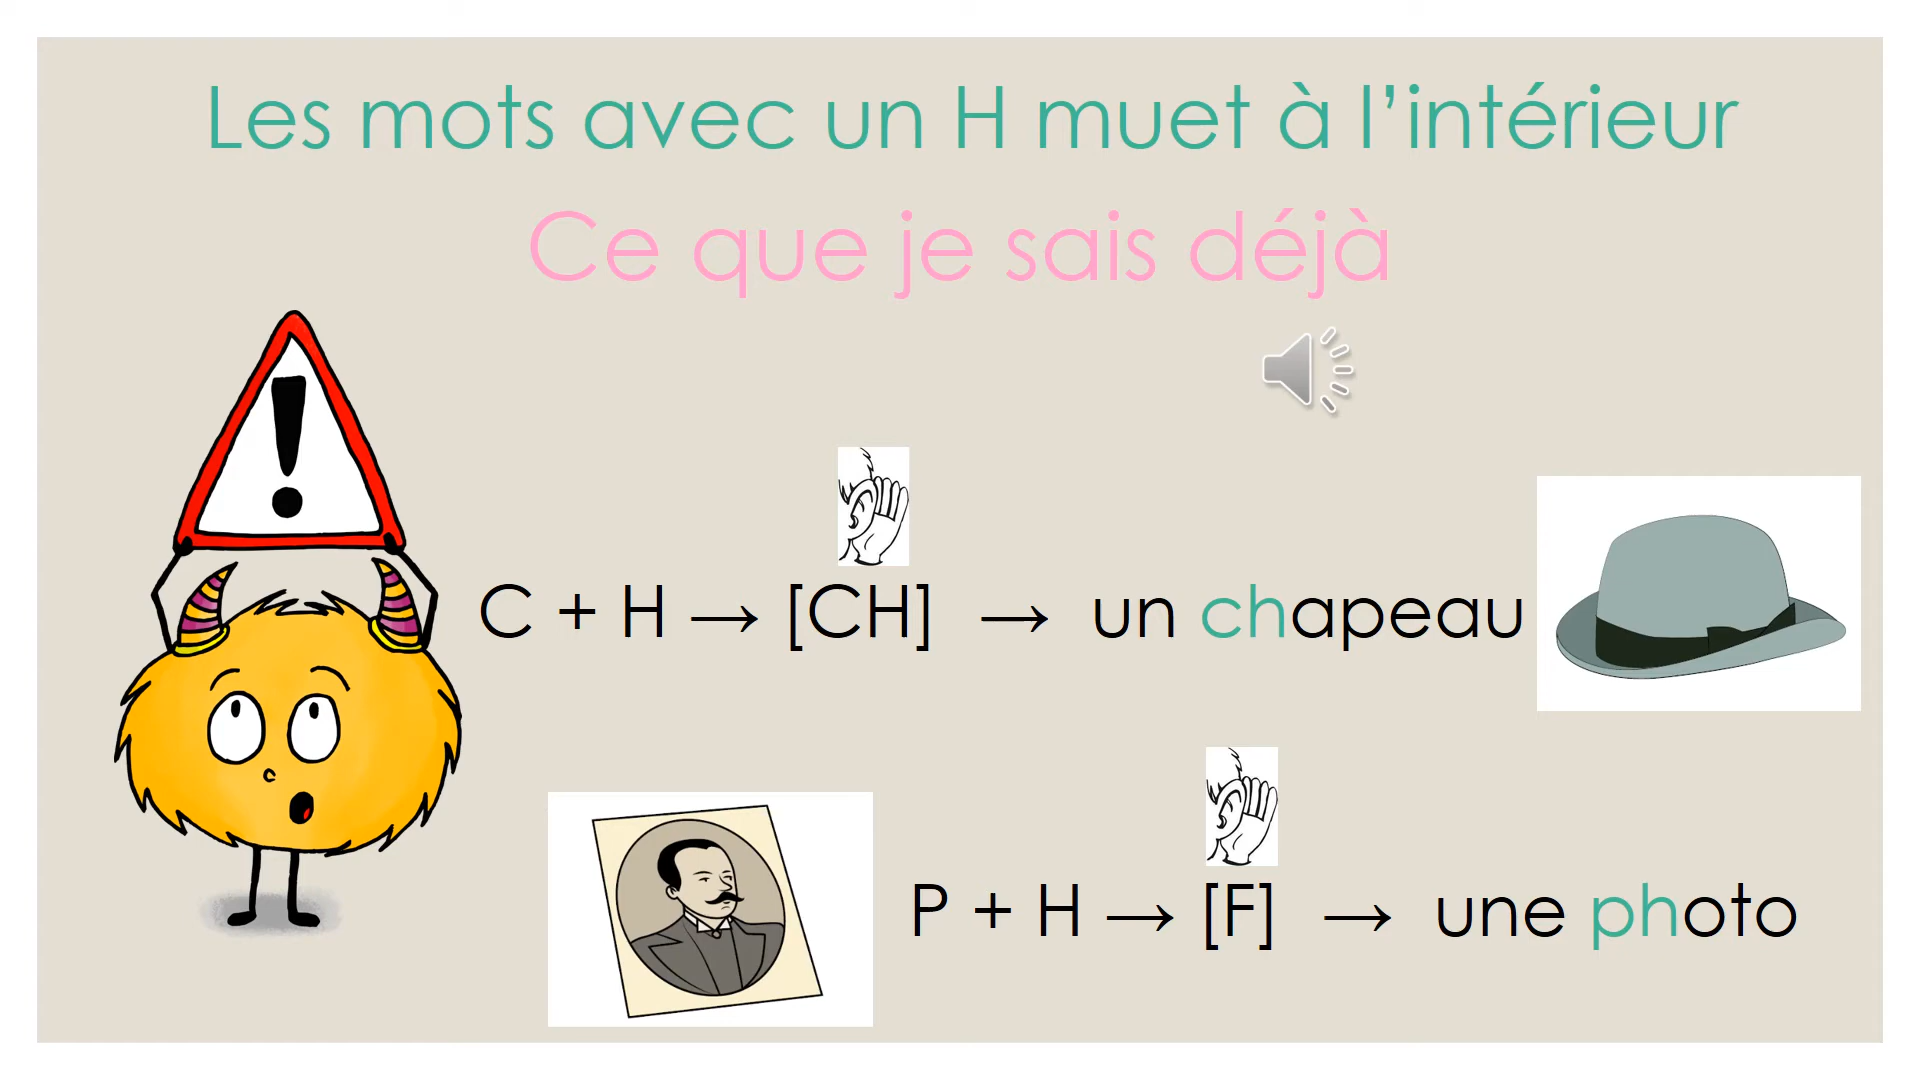 Les mots avec un H muet à l’intérieur
Ce que je sais déjà
!
C + H → [CH] → un chapeau
P + H → [F] → une photo